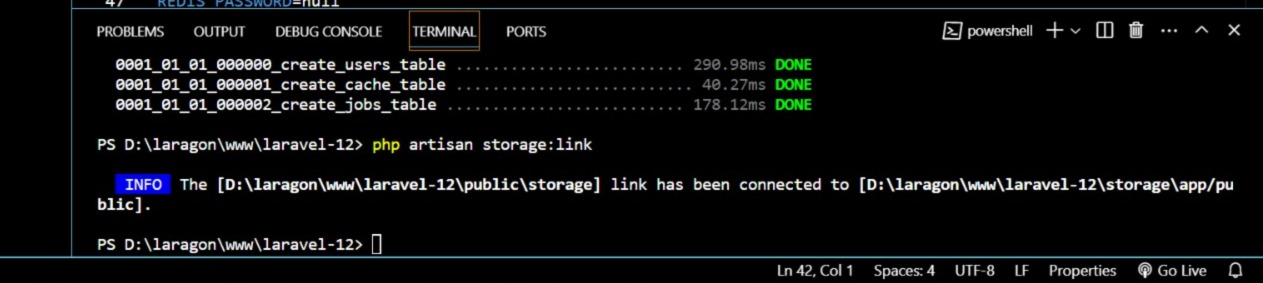 47 REDIS_PASSWORD=null
PROBLEMS OUTPUT DEBUG CONSOLE TERMINAL PORTS powershell
0001_01_01_000000_create_users_table ......................... 290.98ms DONE
0001_01_01_000001_create_cache_table .......................... 40.27ms DONE
0001_01_01_000002_create_jobs_table .......................... 178.12ms DONE
PS D:\laragon\www\laravel-12> php artisan storage:link
INFO The [D:\laragon\www\laravel-12\public\storage] link has been connected to [D:\laragon\www\laravel-12\storage\app/pu
blic].
PS D:\laragon\www\laravel-12>
Ln 42, Col 1 Spaces: 4 UTF-8 LF Properties Go Live